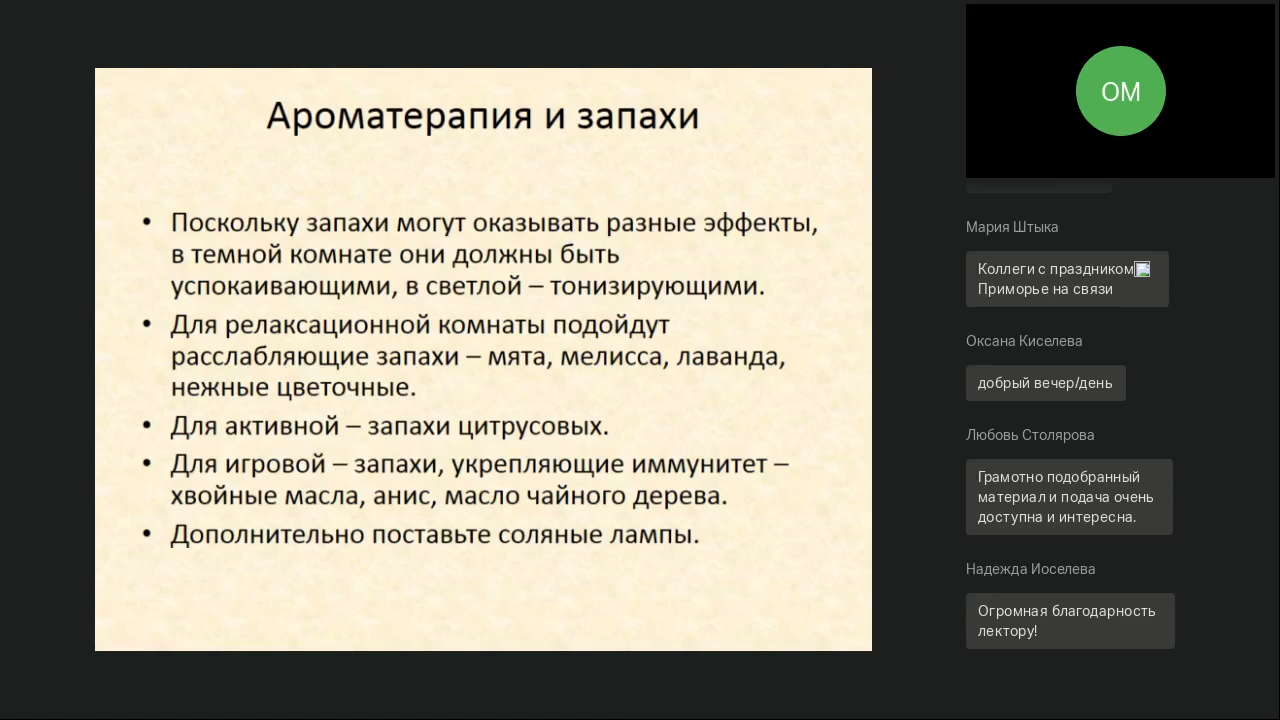 Ароматерапия и запахи
• Поскольку запахи могут оказывать разные эффекты,
в темной комнате они должны быть
успокаивающими, в светлой – тонизирующими.
• Для релаксационной комнаты подойдут
расслабляющие запахи – мята, мелисса, лаванда,
нежные цветочные.
• Для активной – запахи цитрусовых.
• Для игровой – запахи, укрепляющие иммунитет –
хвойные масла, анис, масло чайного дерева.
• Дополнительно поставьте соляные лампы.
ОМ
Мария Штыка
Коллеги с праздником
Приморье на связи
Оксана Киселева
добрый вечер/день
Любовь Столярова
Грамотно подобранный
материал и подача очень
доступна и интересна.
Надежда Иоселева
Огромная благодарность
лектору!